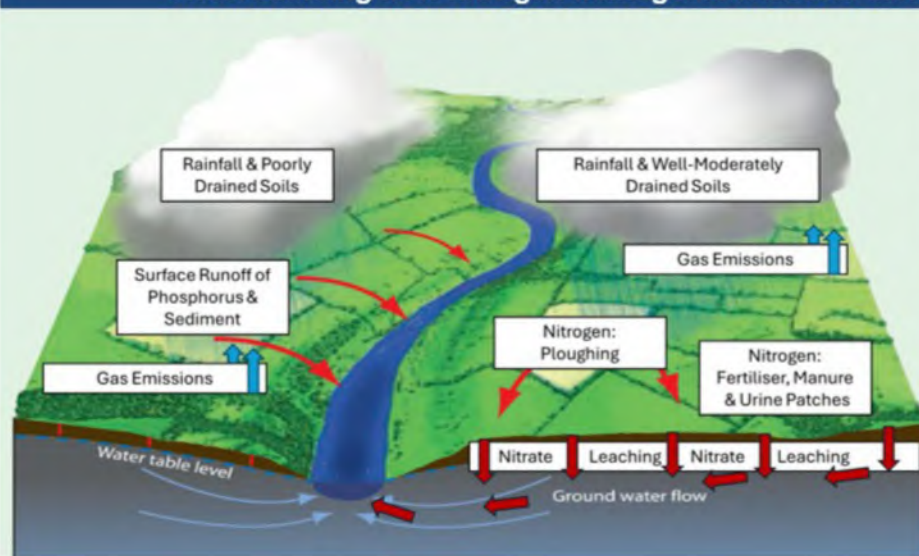 Rainfall & Poorly
Drained Soils
Rainfall & Well-Moderately
Drained Soils
Gas Emissions
Surface Runoff of
Phosphorus &
Sediment
Nitrogen:
Ploughing
Nitrogen:
Fertiliser, Manure
& Urine Patches
Gas Emissions
Water table level
Nitrate Leaching Nitrate Leaching
Ground water flow